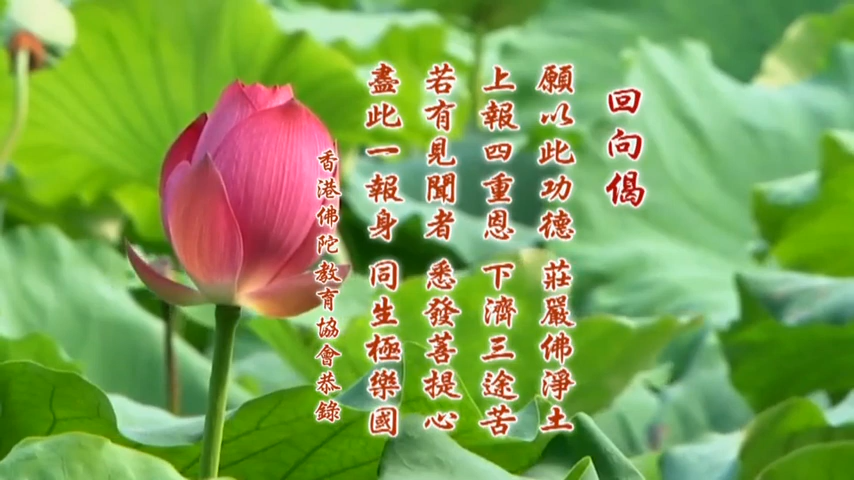 回向偈
願以此功德 莊嚴佛淨土
上報四重恩 下濟三途苦
若有見聞者 悉發菩提心
盡此一報身 同生極樂國
香港佛陀教育協會恭錄